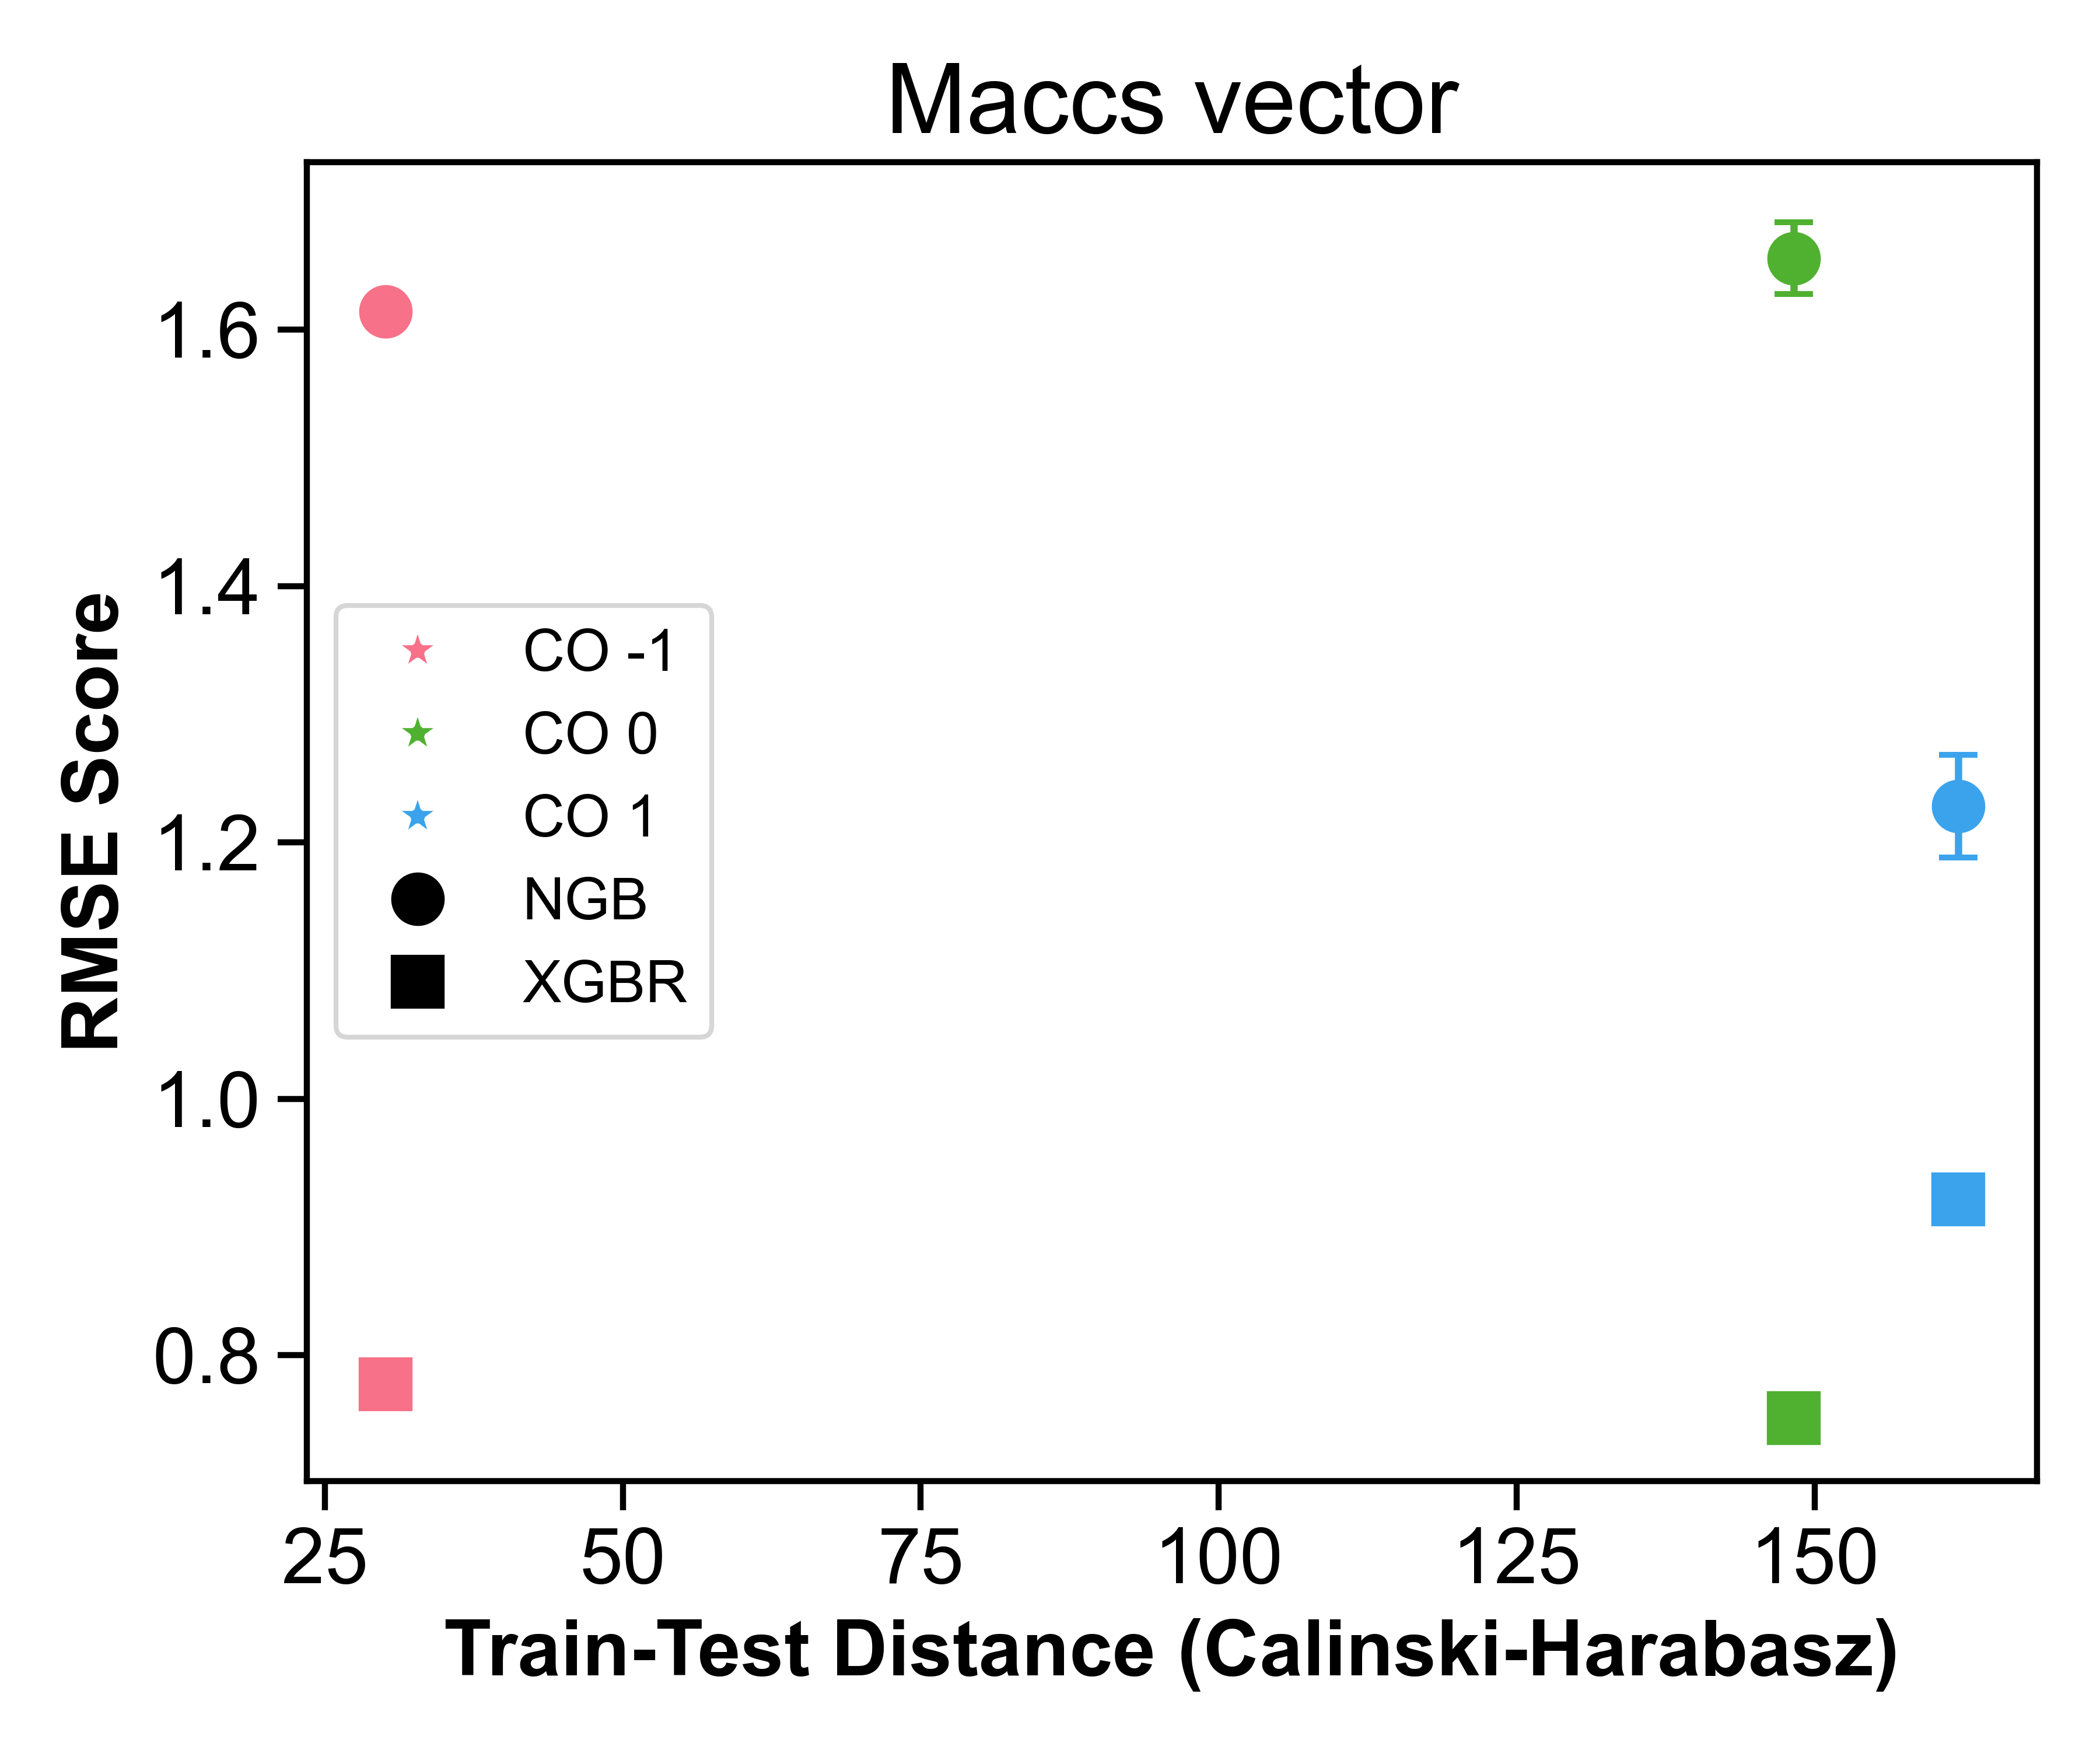 Maccs vector
RMSE Score
1.6
1.4
1.2
1.0
0.8
CO -1
CO 0
CO 1
NGB
XGBR
25 50 75 100 125 150
Train-Test Distance (Calinski-Harabasz)